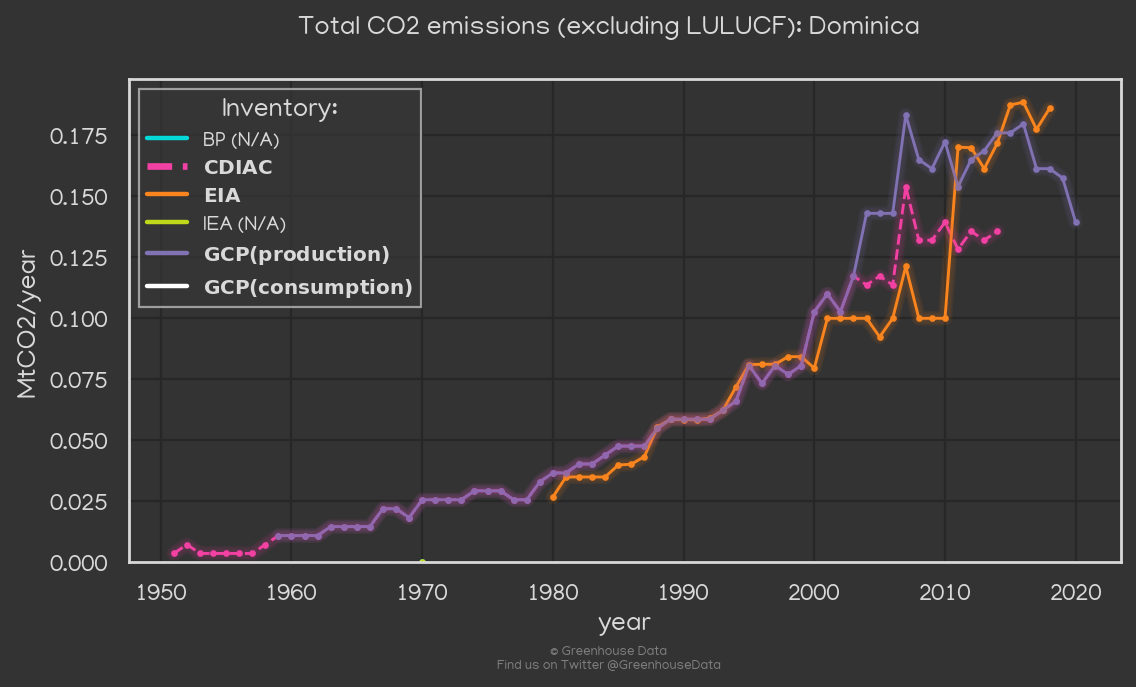 Total CO2 emissions (excluding LULUCF): Dominica
Inventory:
BP (N/A)
CDIAC
EIA
IEA (N/A)
GCP(production)
GCP(consumption)
MtCO2/year
0.175
0.150
0.125
0.100
0.075
0.050
0.025
0.000
1950 1960 1970 1980 1990 2000 2010 2020
year
© Greenhouse Data
Find us on Twitter @GreenhouseData